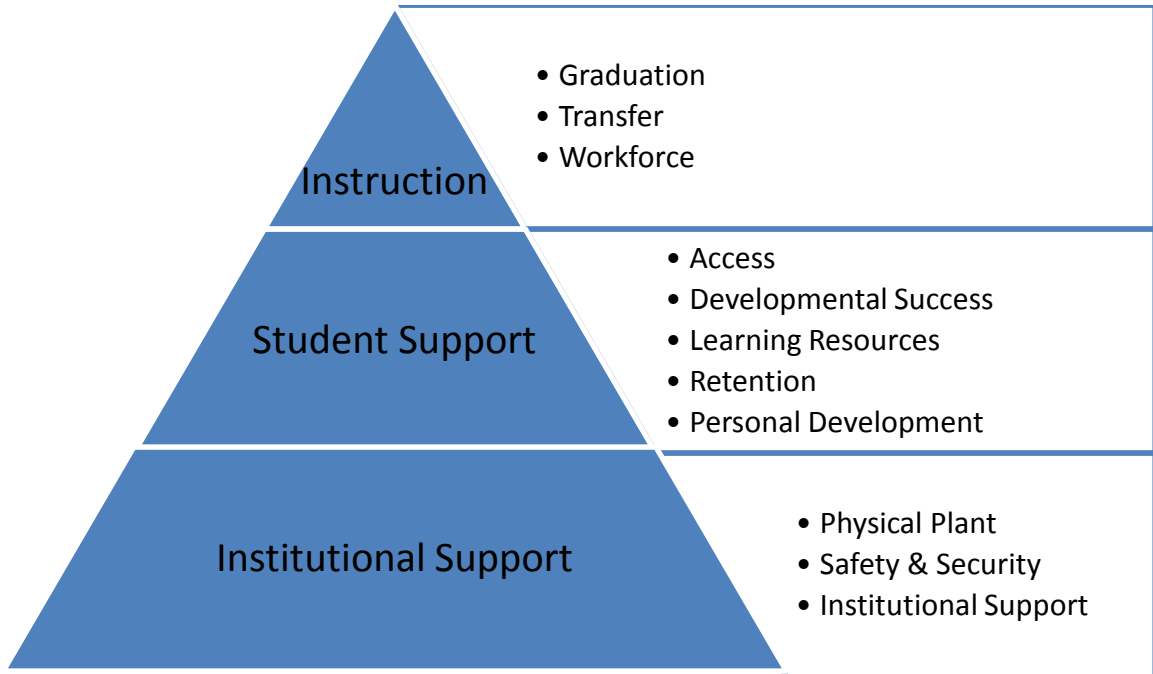 Instruction
• Graduation
• Transfer
• Workforce
Student Support
• Access
• Developmental Success
• Learning Resources
• Retention
• Personal Development
Institutional Support
• Physical Plant
• Safety & Security
• Institutional Support